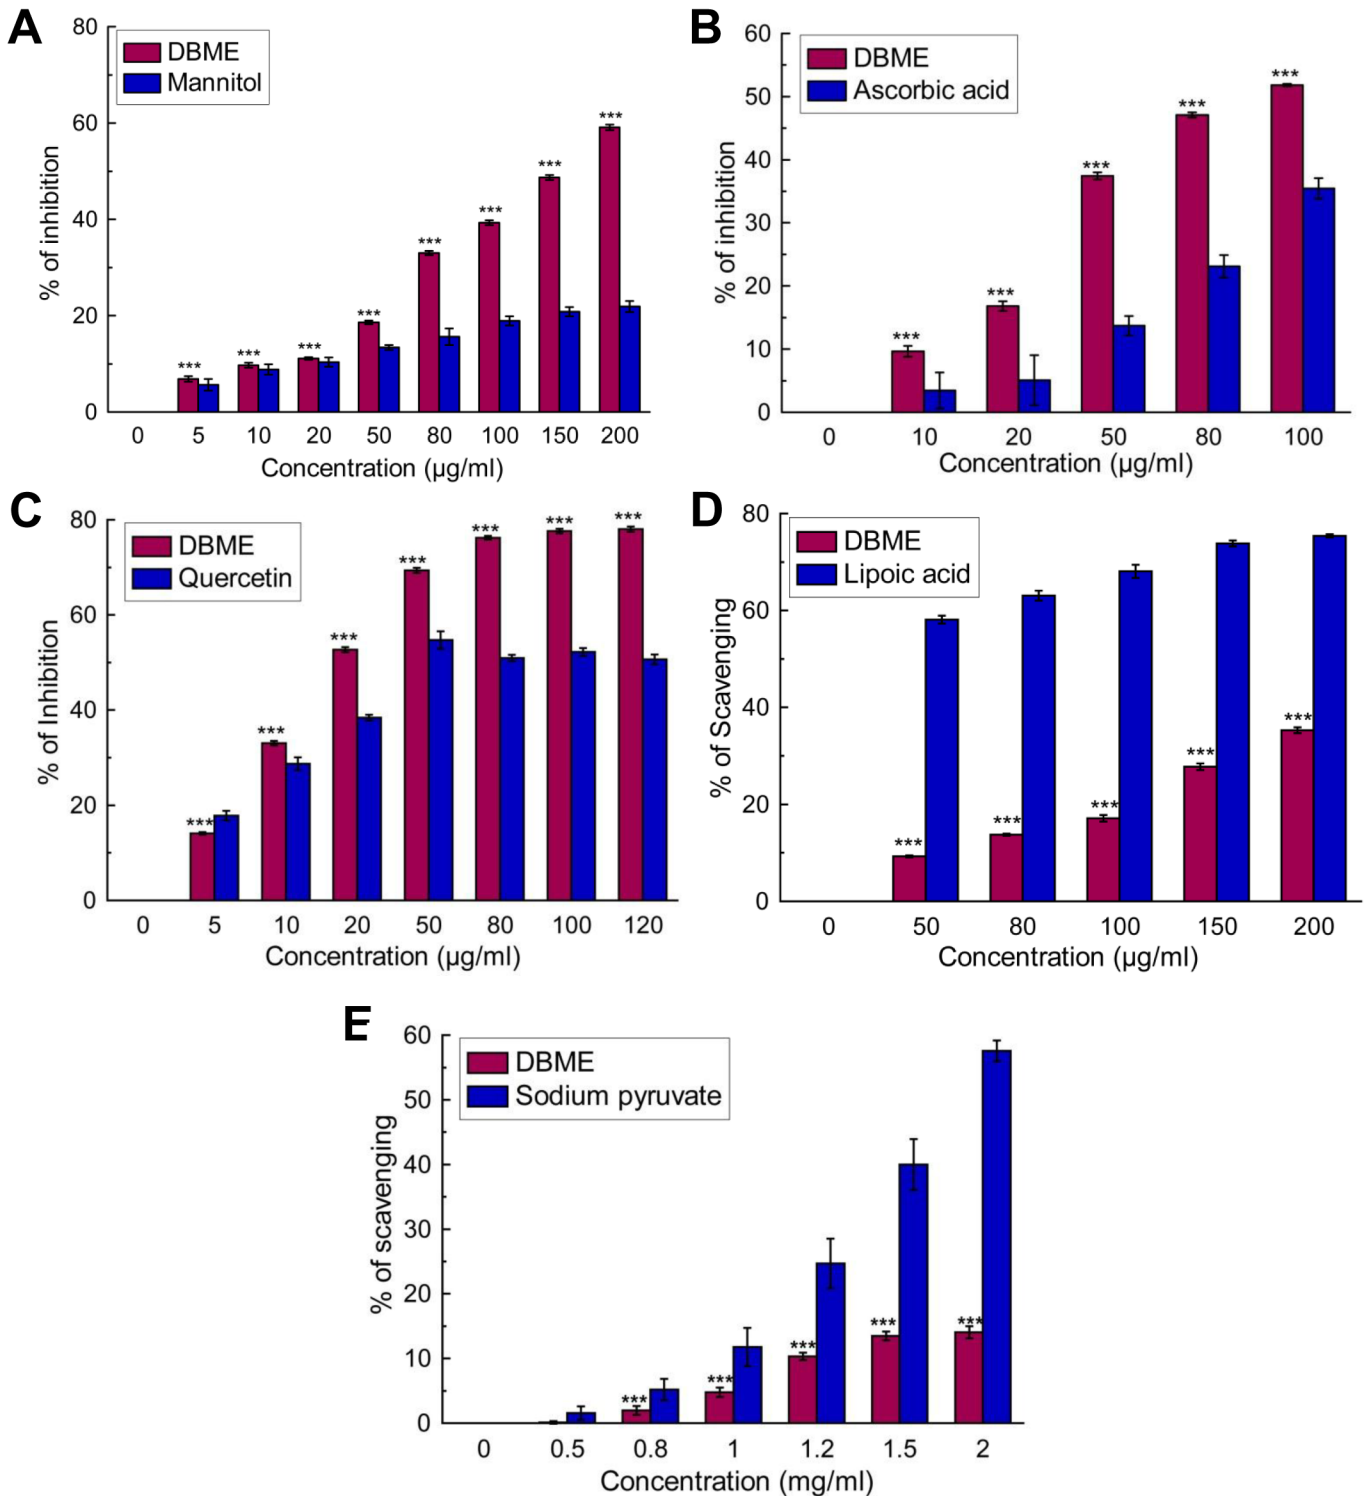 A
80
60
40
20
0
% of inhibition
DBME
Mannitol
*** *** *** *** *** *** *** ***
0 5 10 20 50 80 100 150 200
Concentration (µg/ml)
B
60
50
40
30
20
10
0
% of inhibition
DBME
Ascorbic acid
*** *** *** *** ***
0 10 20 50 80 100
Concentration (µg/ml)
C
80
60
40
20
0
% of Inhibition
DBME
Quercetin
*** *** *** *** *** *** ***
0 5 10 20 50 80 100 120
Concentration (µg/ml)
D
80
60
40
20
0
% of Scavenging
DBME
Lipoic acid
*** *** *** *** ***
0 50 80 100 150 200
Concentration (µg/ml)
E
60
50
40
30
20
10
0
% of scavenging
DBME
Sodium pyruvate
*** *** *** *** ***
0 0.5 0.8 1 1.2 1.5 2
Concentration (mg/ml)